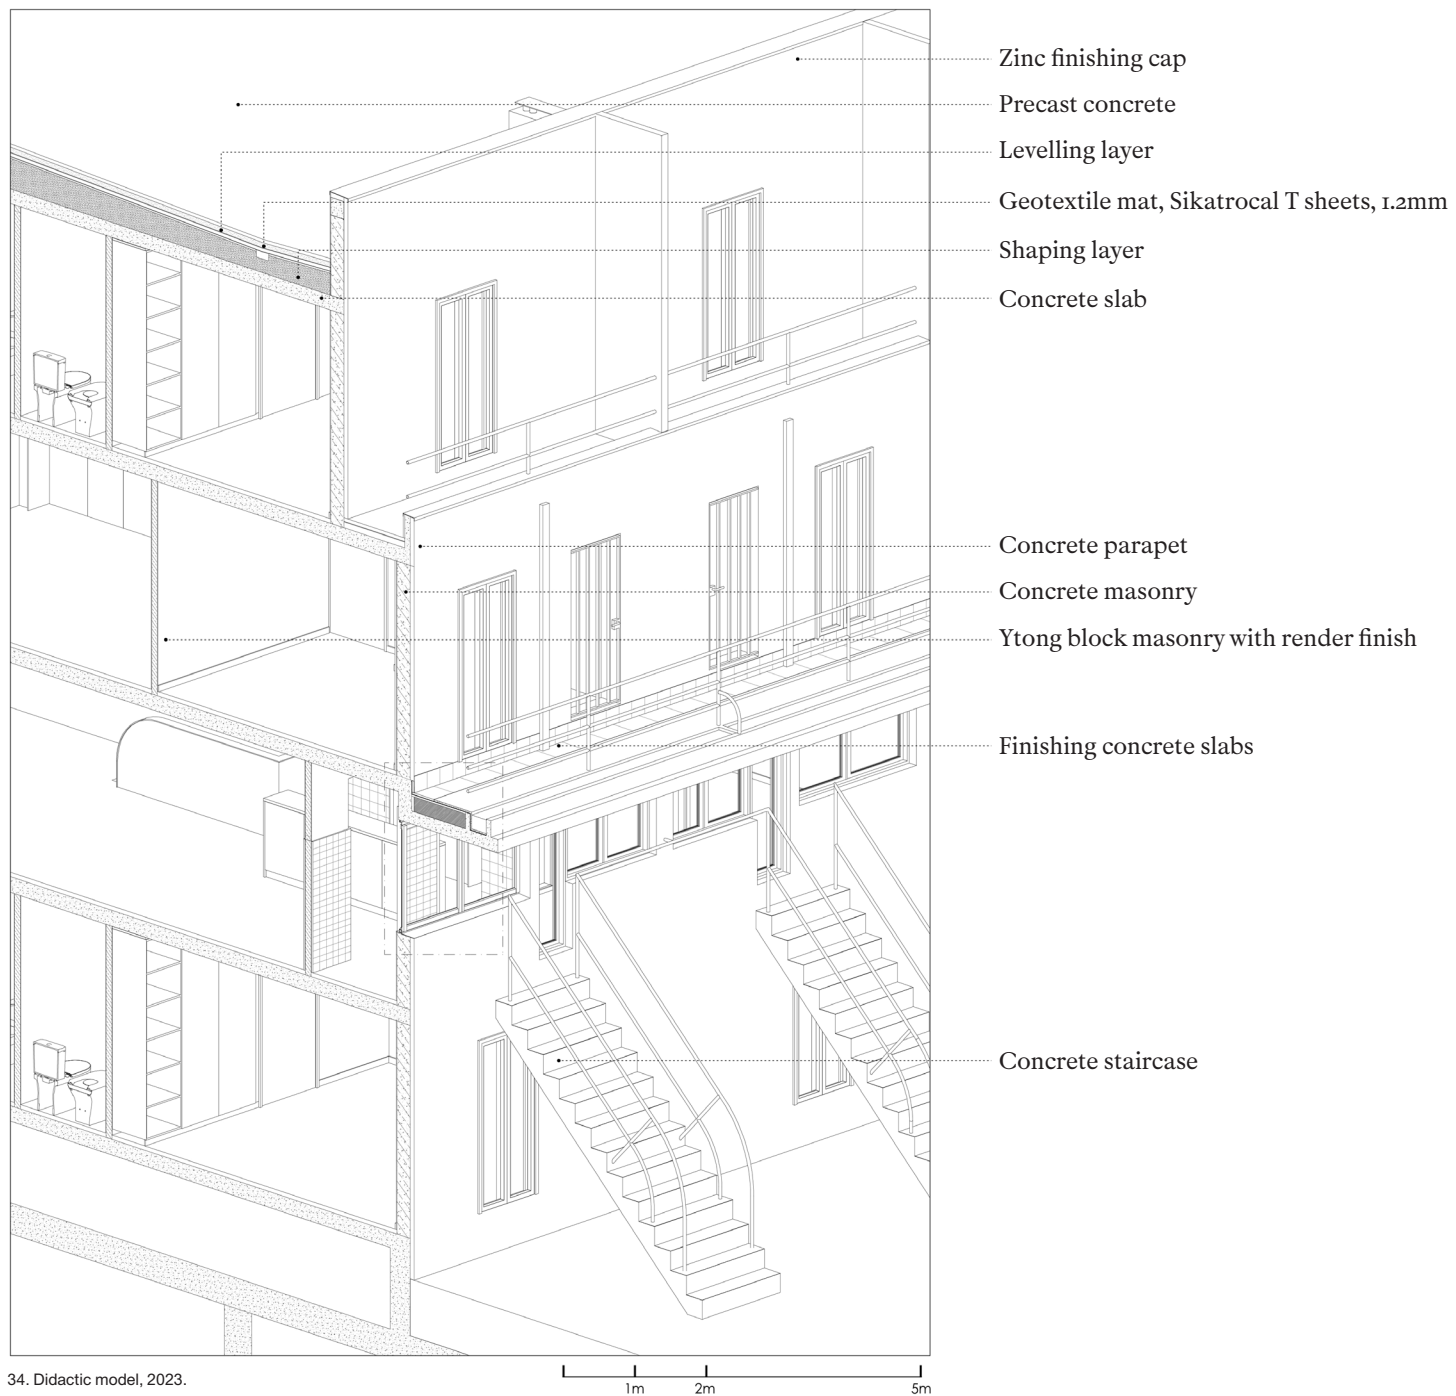 Zinc finishing cap
Precast concrete
Levelling layer
Geotextile mat, Sikatrocal T sheets, 1.2mm
Shaping layer
Concrete slab
Concrete parapet
Concrete masonry
Ytong block masonry with render finish
Finishing concrete slabs
Concrete staircase
34. Didactic model, 2023.
1m 2m 5m